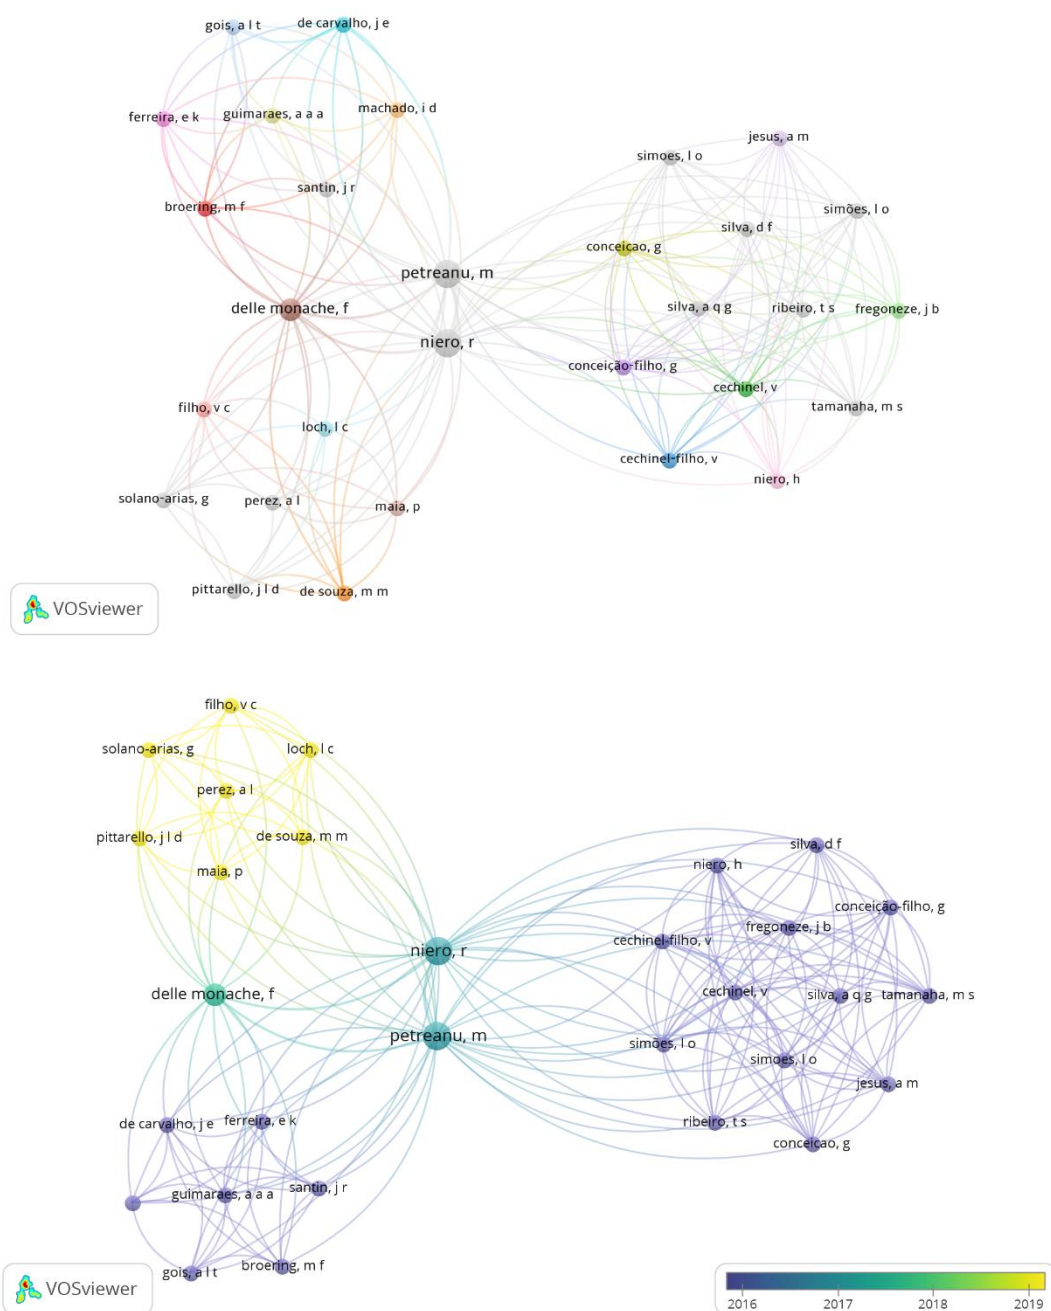 gois, a l t
de carvalho, j e
ferreira, e k
guimaraes, a a a
machado, i d
santin, j r
broering, m f
jesus, a m
simoes, l o
simões, l o
silva, d f
conceicao, g
petreanu, m
delle monache, f
silva, a q g
ribeiro, t s
fregoneze, j b
niero, r
conceição-filho, g
cechinel, v
filho, v c
tamanaha, m s
loch, l c
cechinel-filho, v
niero, h
solano-arias, g
perez, a l
maia, p
pittarello, j l d
de souza, m m
VOSviewer
filho, v c
solano-arias, g
loch, l c
perez, a l
pittarello, j l d
de souza, m m
silva, d f
niero, h
maia, p
conceição-filho, g
fregoneze, j b
cechinel-filho, v
niero, r
delle monache, f
cechinel, v
silva, a q g
tamanaha, m s
petreanu, m
simões, l o
simoes, l o
jesus, a m
de carvalho, j e
ferreira, e k
ribeiro, t s
conceicao, g
guimaraes, a a a
santin, j r
gois, a l t
broering, m f
VOSviewer
2016
2017
2018
2019